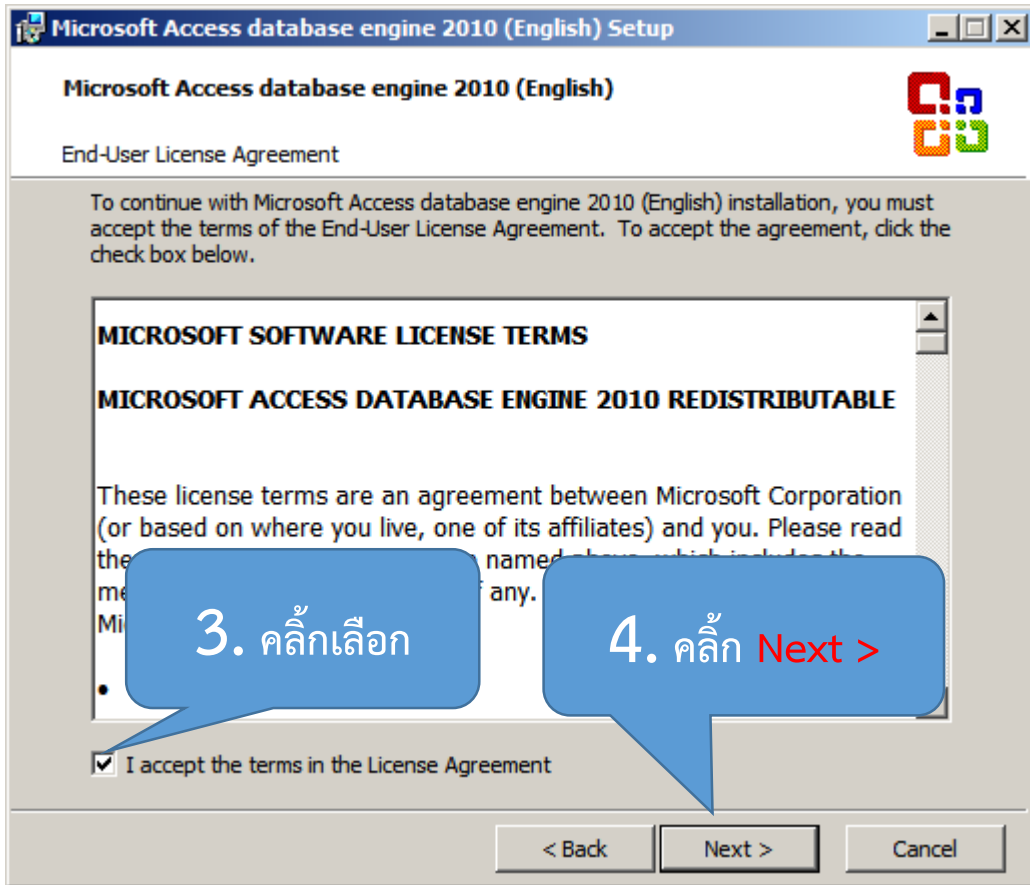 Microsoft Access database engine 2010 (English) Setup
Microsoft Access database engine 2010 (English)
End-User License Agreement
To continue with Microsoft Access database engine 2010 (English) installation, you must
accept the terms of the End-User License Agreement.  To accept the agreement, click the
check box below.
MICROSOFT SOFTWARE LICENSE TERMS
MICROSOFT ACCESS DATABASE ENGINE 2010 REDISTRIBUTABLE
These license terms are an agreement between Microsoft Corporation
(or based on where you live, one of its affiliates) and you. Please read
named above, which includes the
any.
3. คลิ้กเลือก
4. คลิ้ก Next >
I accept the terms in the License Agreement
< Back
Next >
Cancel